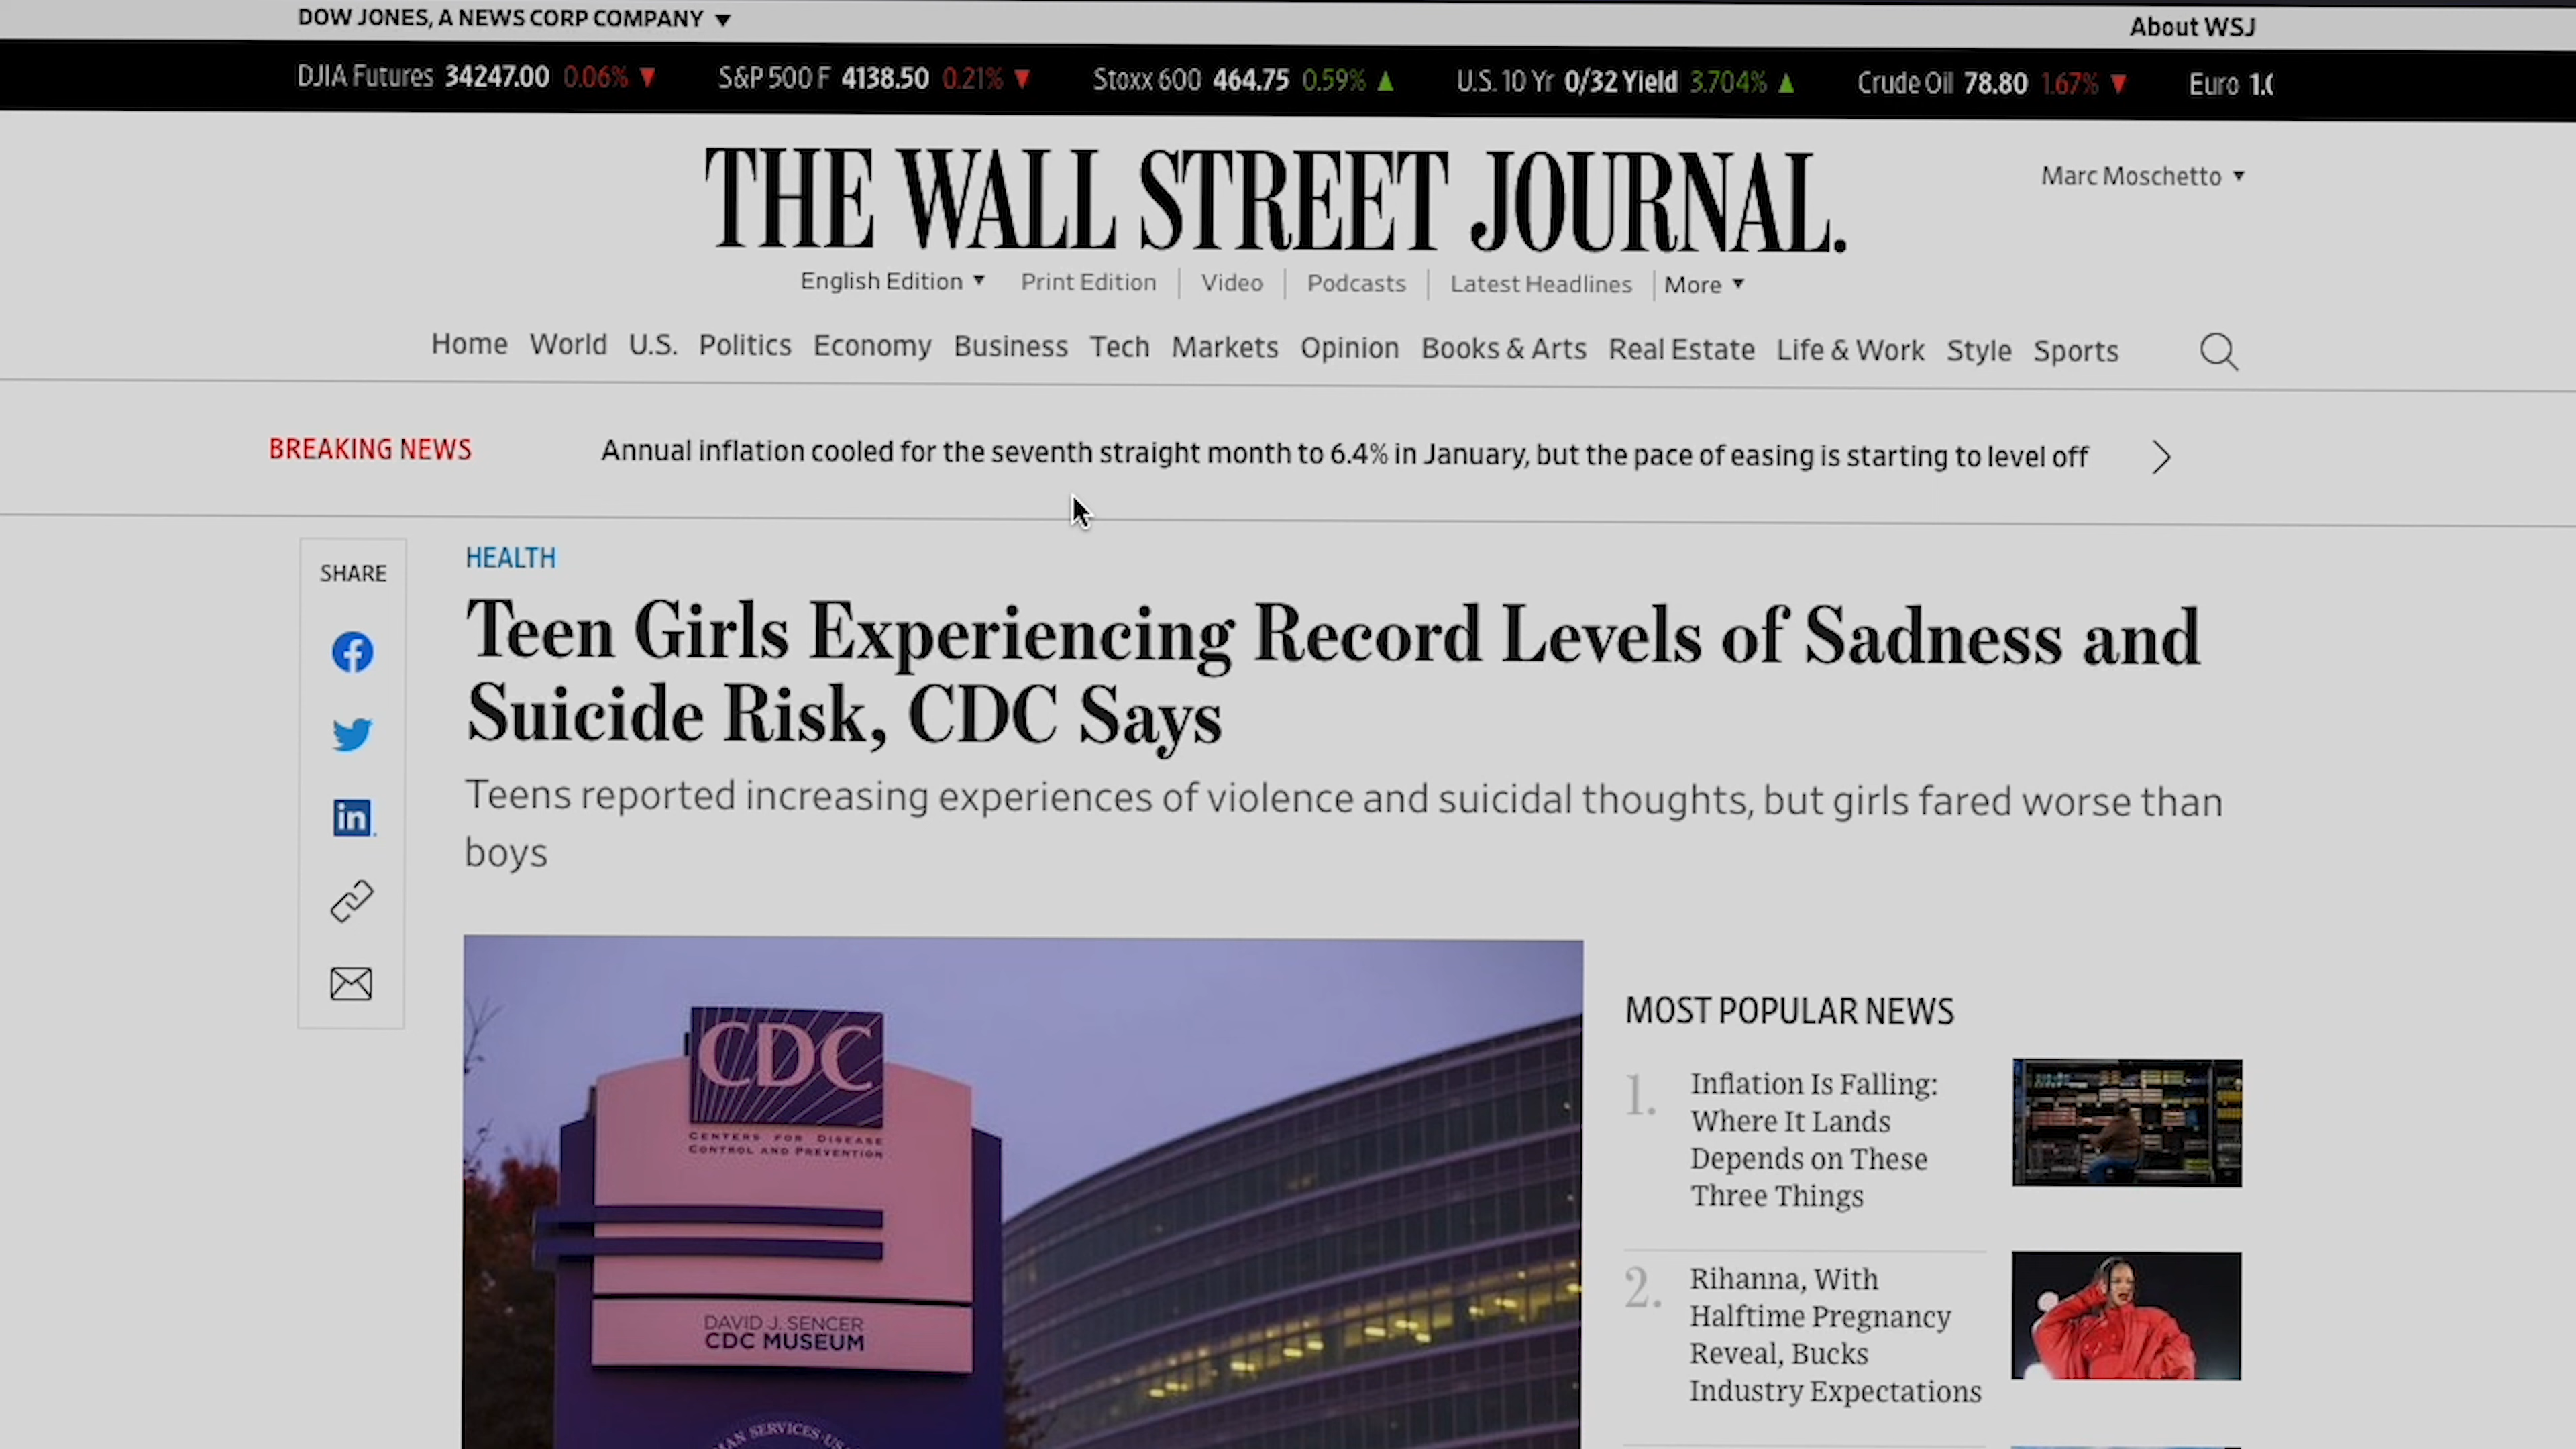 DOW JONES, A NEWS CORP COMPANY
About WSJ
DJIA Futures 34247.00 0.06% S&P 500 F 4138.50 0.21% Stoxx 600 464.75 0.59% U.S. 10 Yr 0/32 Yield 3.704% Crude Oil 78.80 1.67% Euro
THE WALL STREET JOURNAL.
Marc Moschetto
English Edition Print Edition Video Podcasts Latest Headlines More
Home World U.S. Politics Economy Business Tech Markets Opinion Books & Arts Real Estate Life & Work Style Sports
BREAKING NEWS Annual inflation cooled for the seventh straight month to 6.4% in January, but the pace of easing is starting to level off
SHARE
in
HEALTH
Teen Girls Experiencing Record Levels of Sadness and
Suicide Risk, CDC Says
Teens reported increasing experiences of violence and suicidal thoughts, but girls fared worse than
boys
CDC
CENTERS FOR DISEASE
CONTROL AND PREVENTION
DAVID J. SENCER
CDC MUSEUM
SERVICES
MOST POPULAR NEWS
1. Inflation Is Falling:
Where It Lands
Depends on These
Three Things
2. Rihanna, With
Halftime Pregnancy
Reveal, Bucks
Industry Expectations